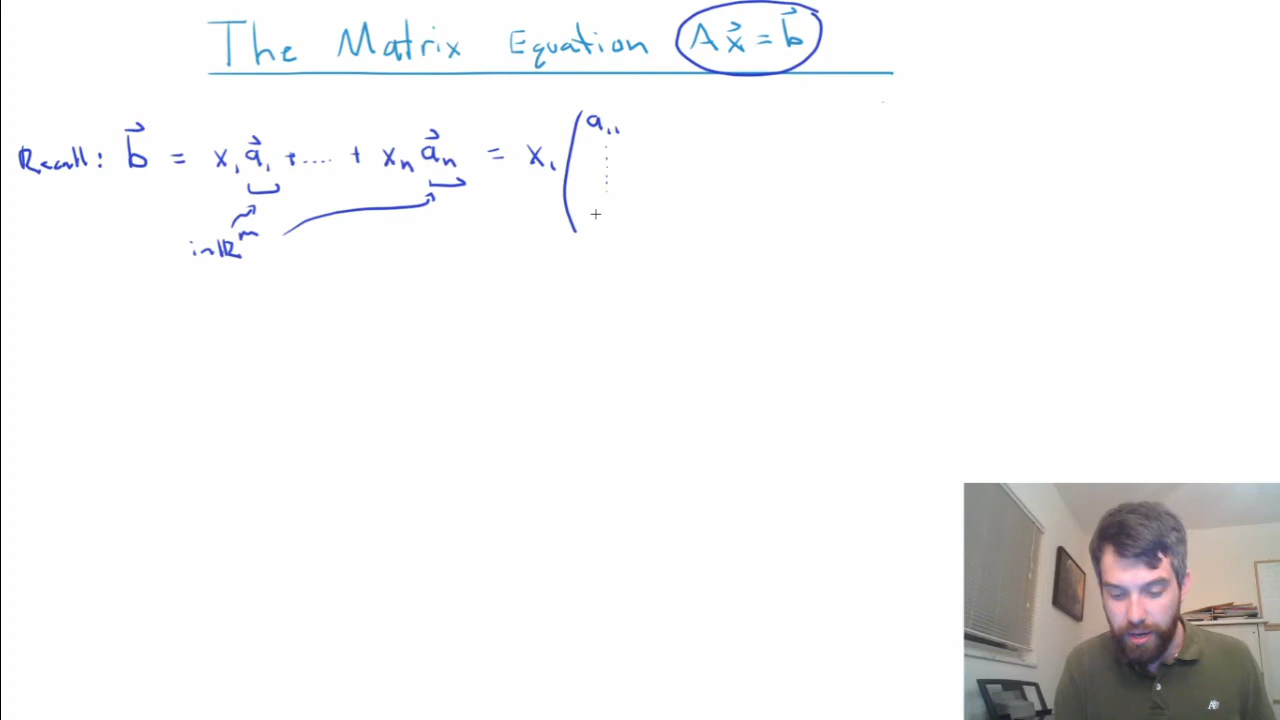 The Matrix Equation A x⃗ = b⃗
Recall: b⃗ = x₁a⃗₁ + .... + xₙa⃗ₙ = x₁ ( a₁₁
in ℝᵐ